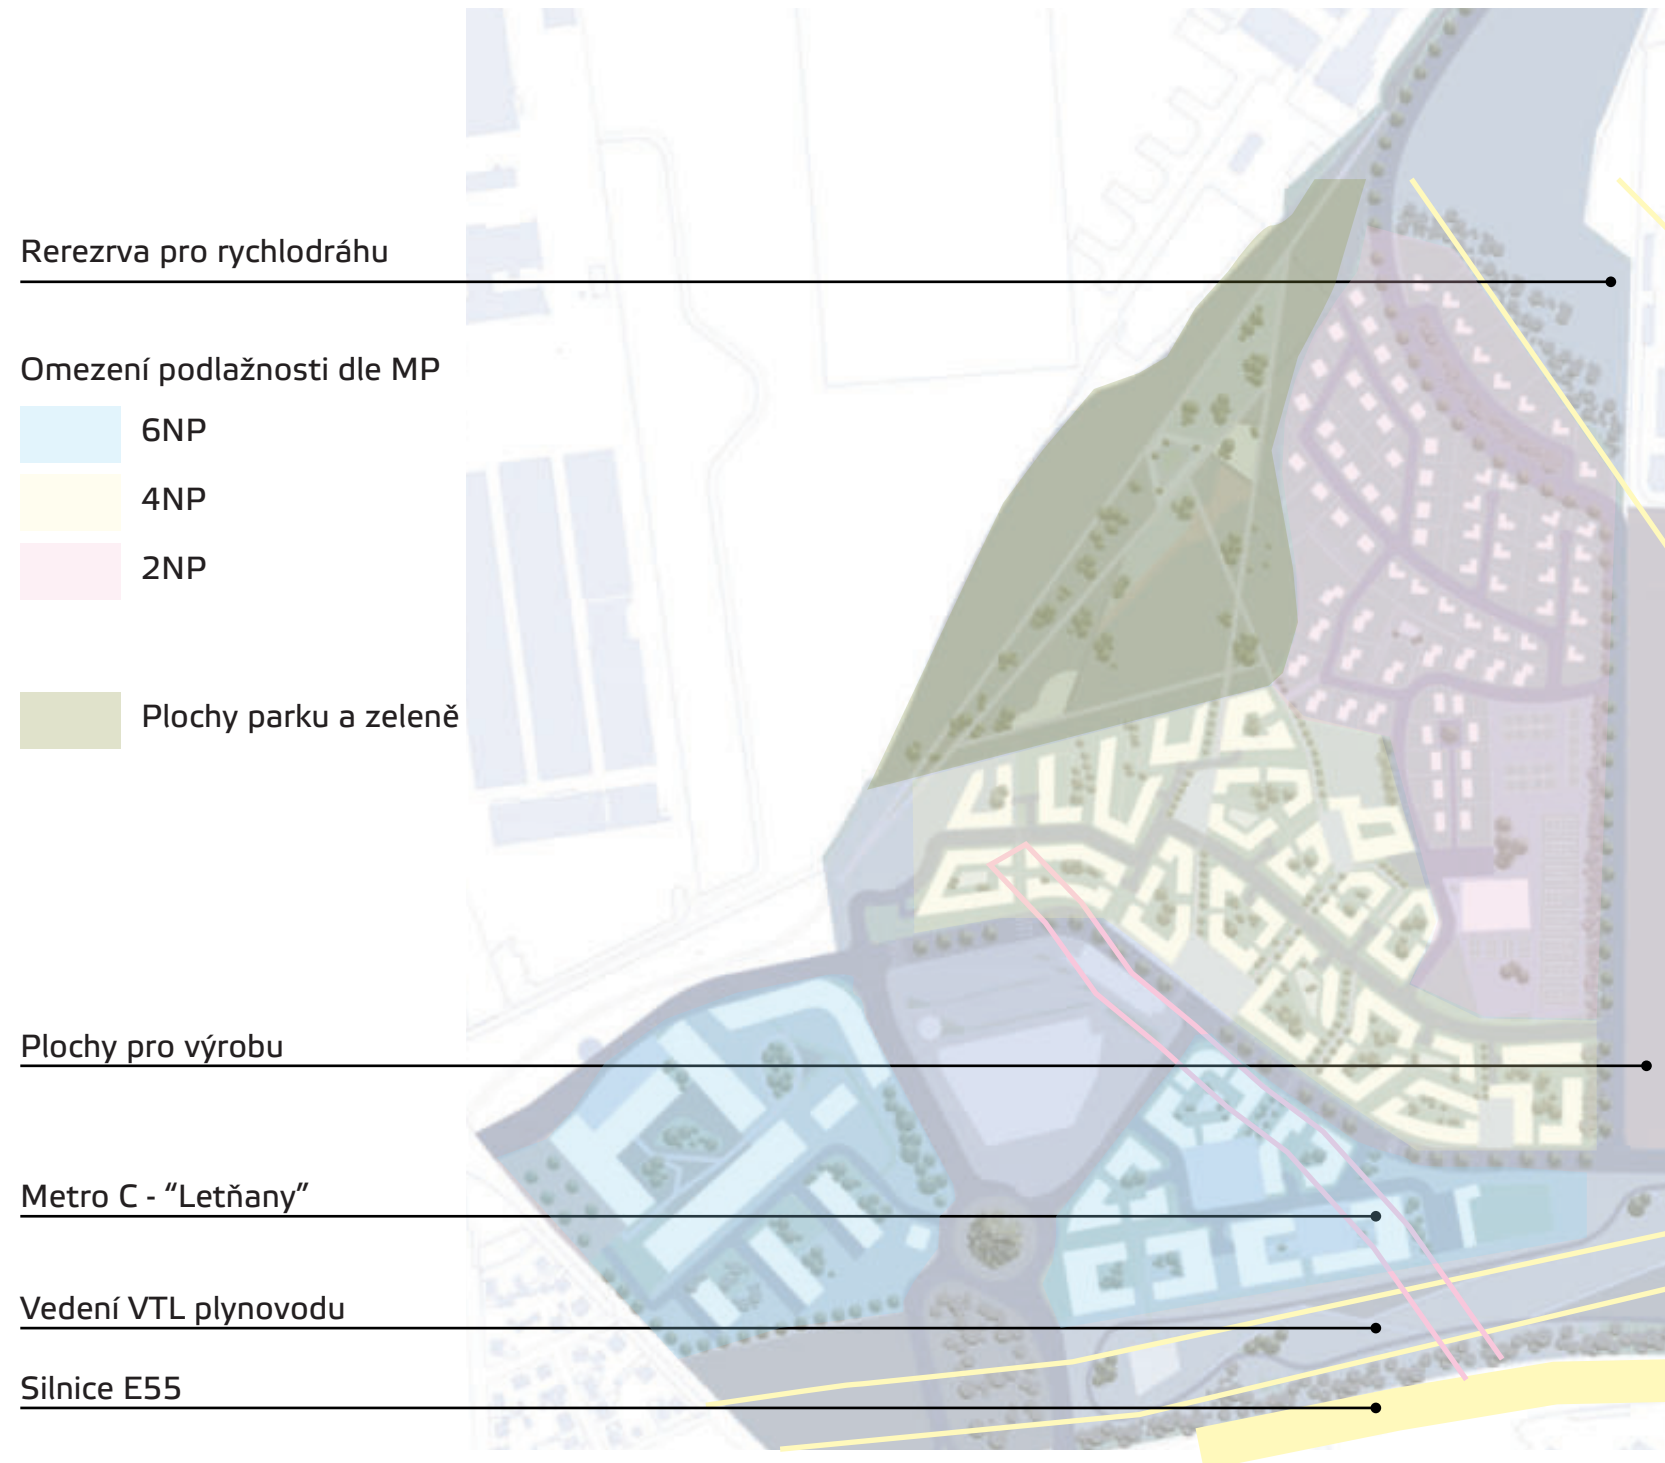 Rerezrva pro rychlodráhu
Omezení podlažnosti dle MP
6NP
4NP
2NP
Plochy parku a zeleně
Plochy pro výrobu
Metro C - “Letňany”
Vedení VTL plynovodu
Silnice E55